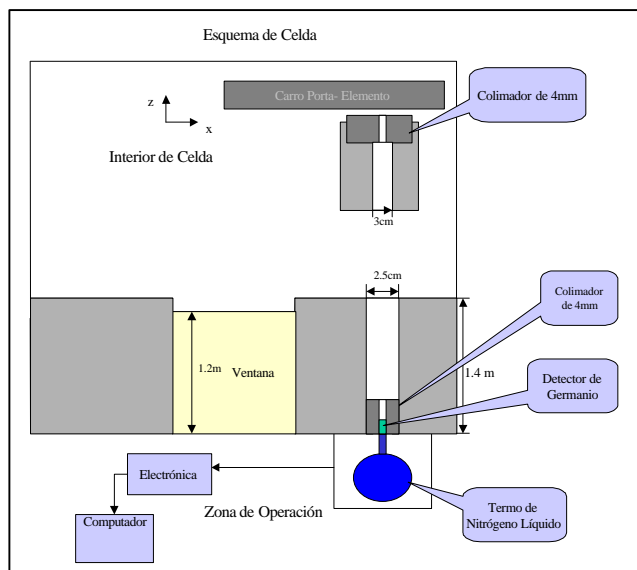 Esquema de Celda
Carro Porta- Elemento
Colimador de 4mm
z
x
Interior de Celda
3cm
2.5cm
Colimador
de 4mm
1.2m
Ventana
1.4 m
Detector de
Germanio
Electrónica
Zona de Operación
Termo de
Nitrógeno Líquido
Computador